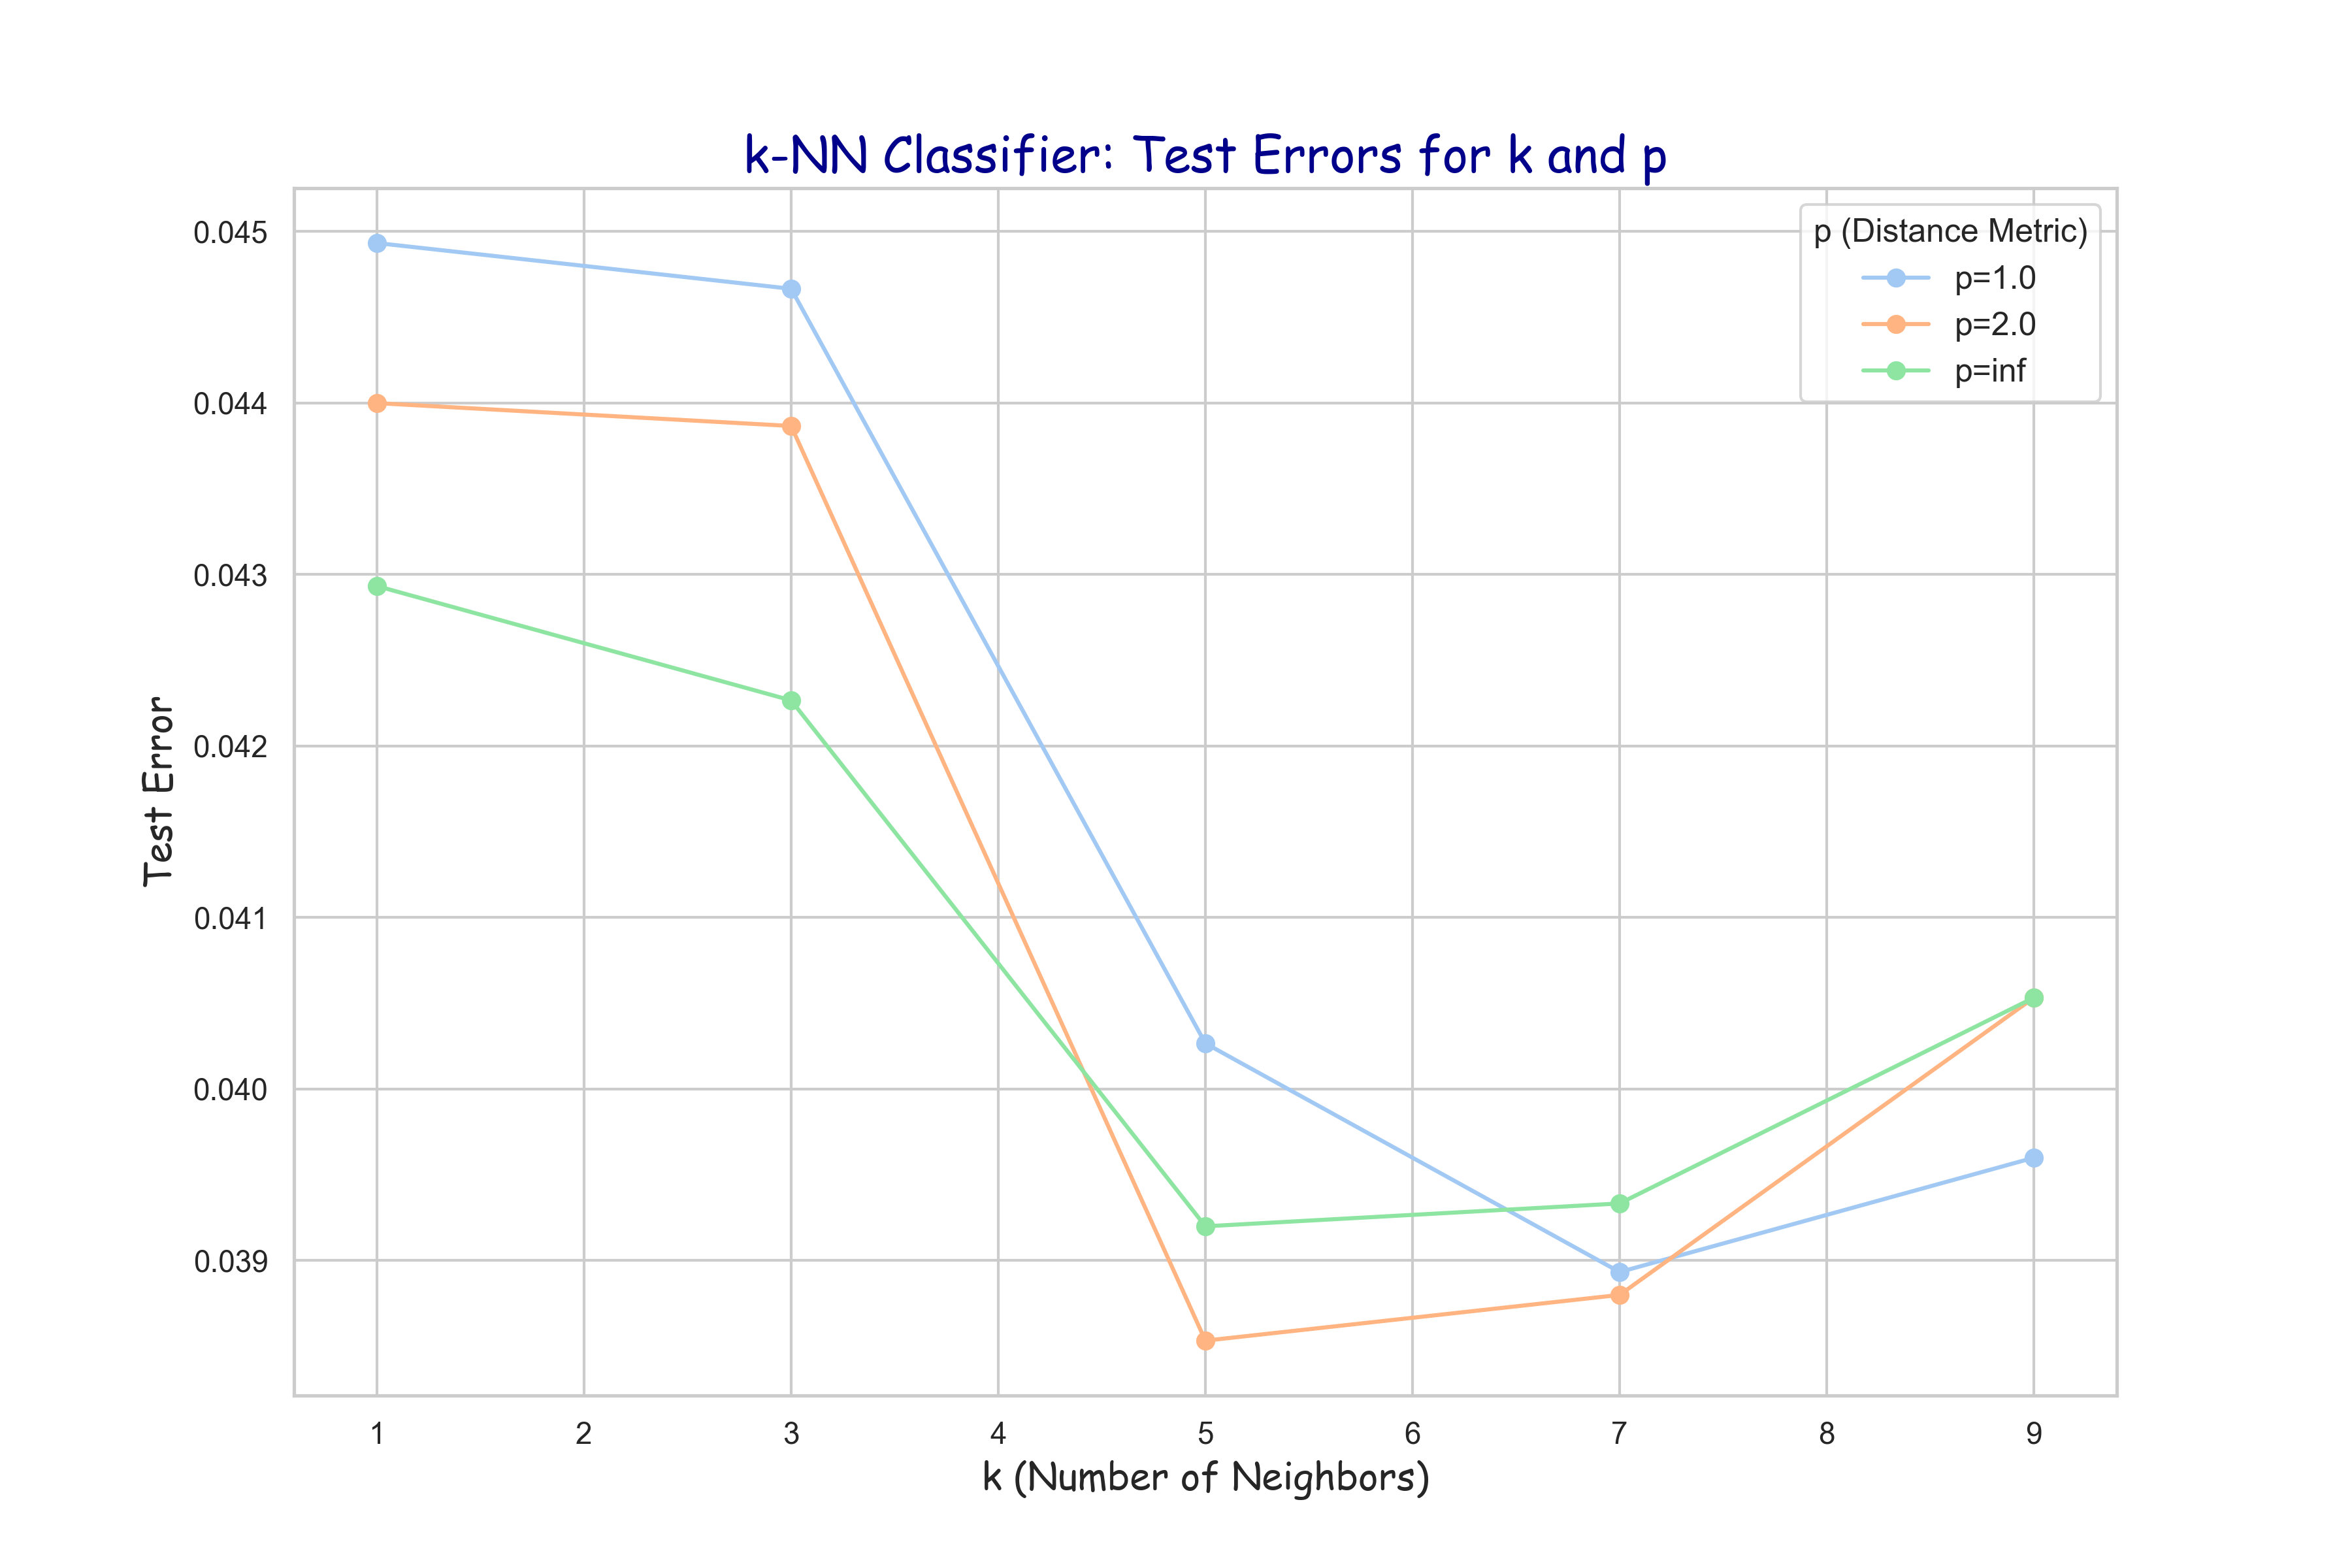 k-NN Classifier: Test Errors for k and p
p (Distance Metric)
p=1.0
p=2.0
p=inf
Test Error
0.045
0.044
0.043
0.042
0.041
0.040
0.039
1 2 3 4 5 6 7 8 9
k (Number of Neighbors)